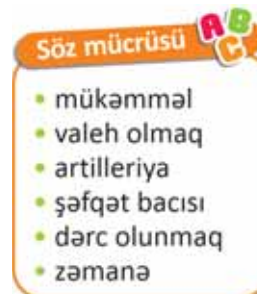 Söz mücrüsü
ABC
• mükəmməl
• valeh olmaq
• artilleriya
• şəfqət bacısı
• dərc olunmaq
• zəmanə